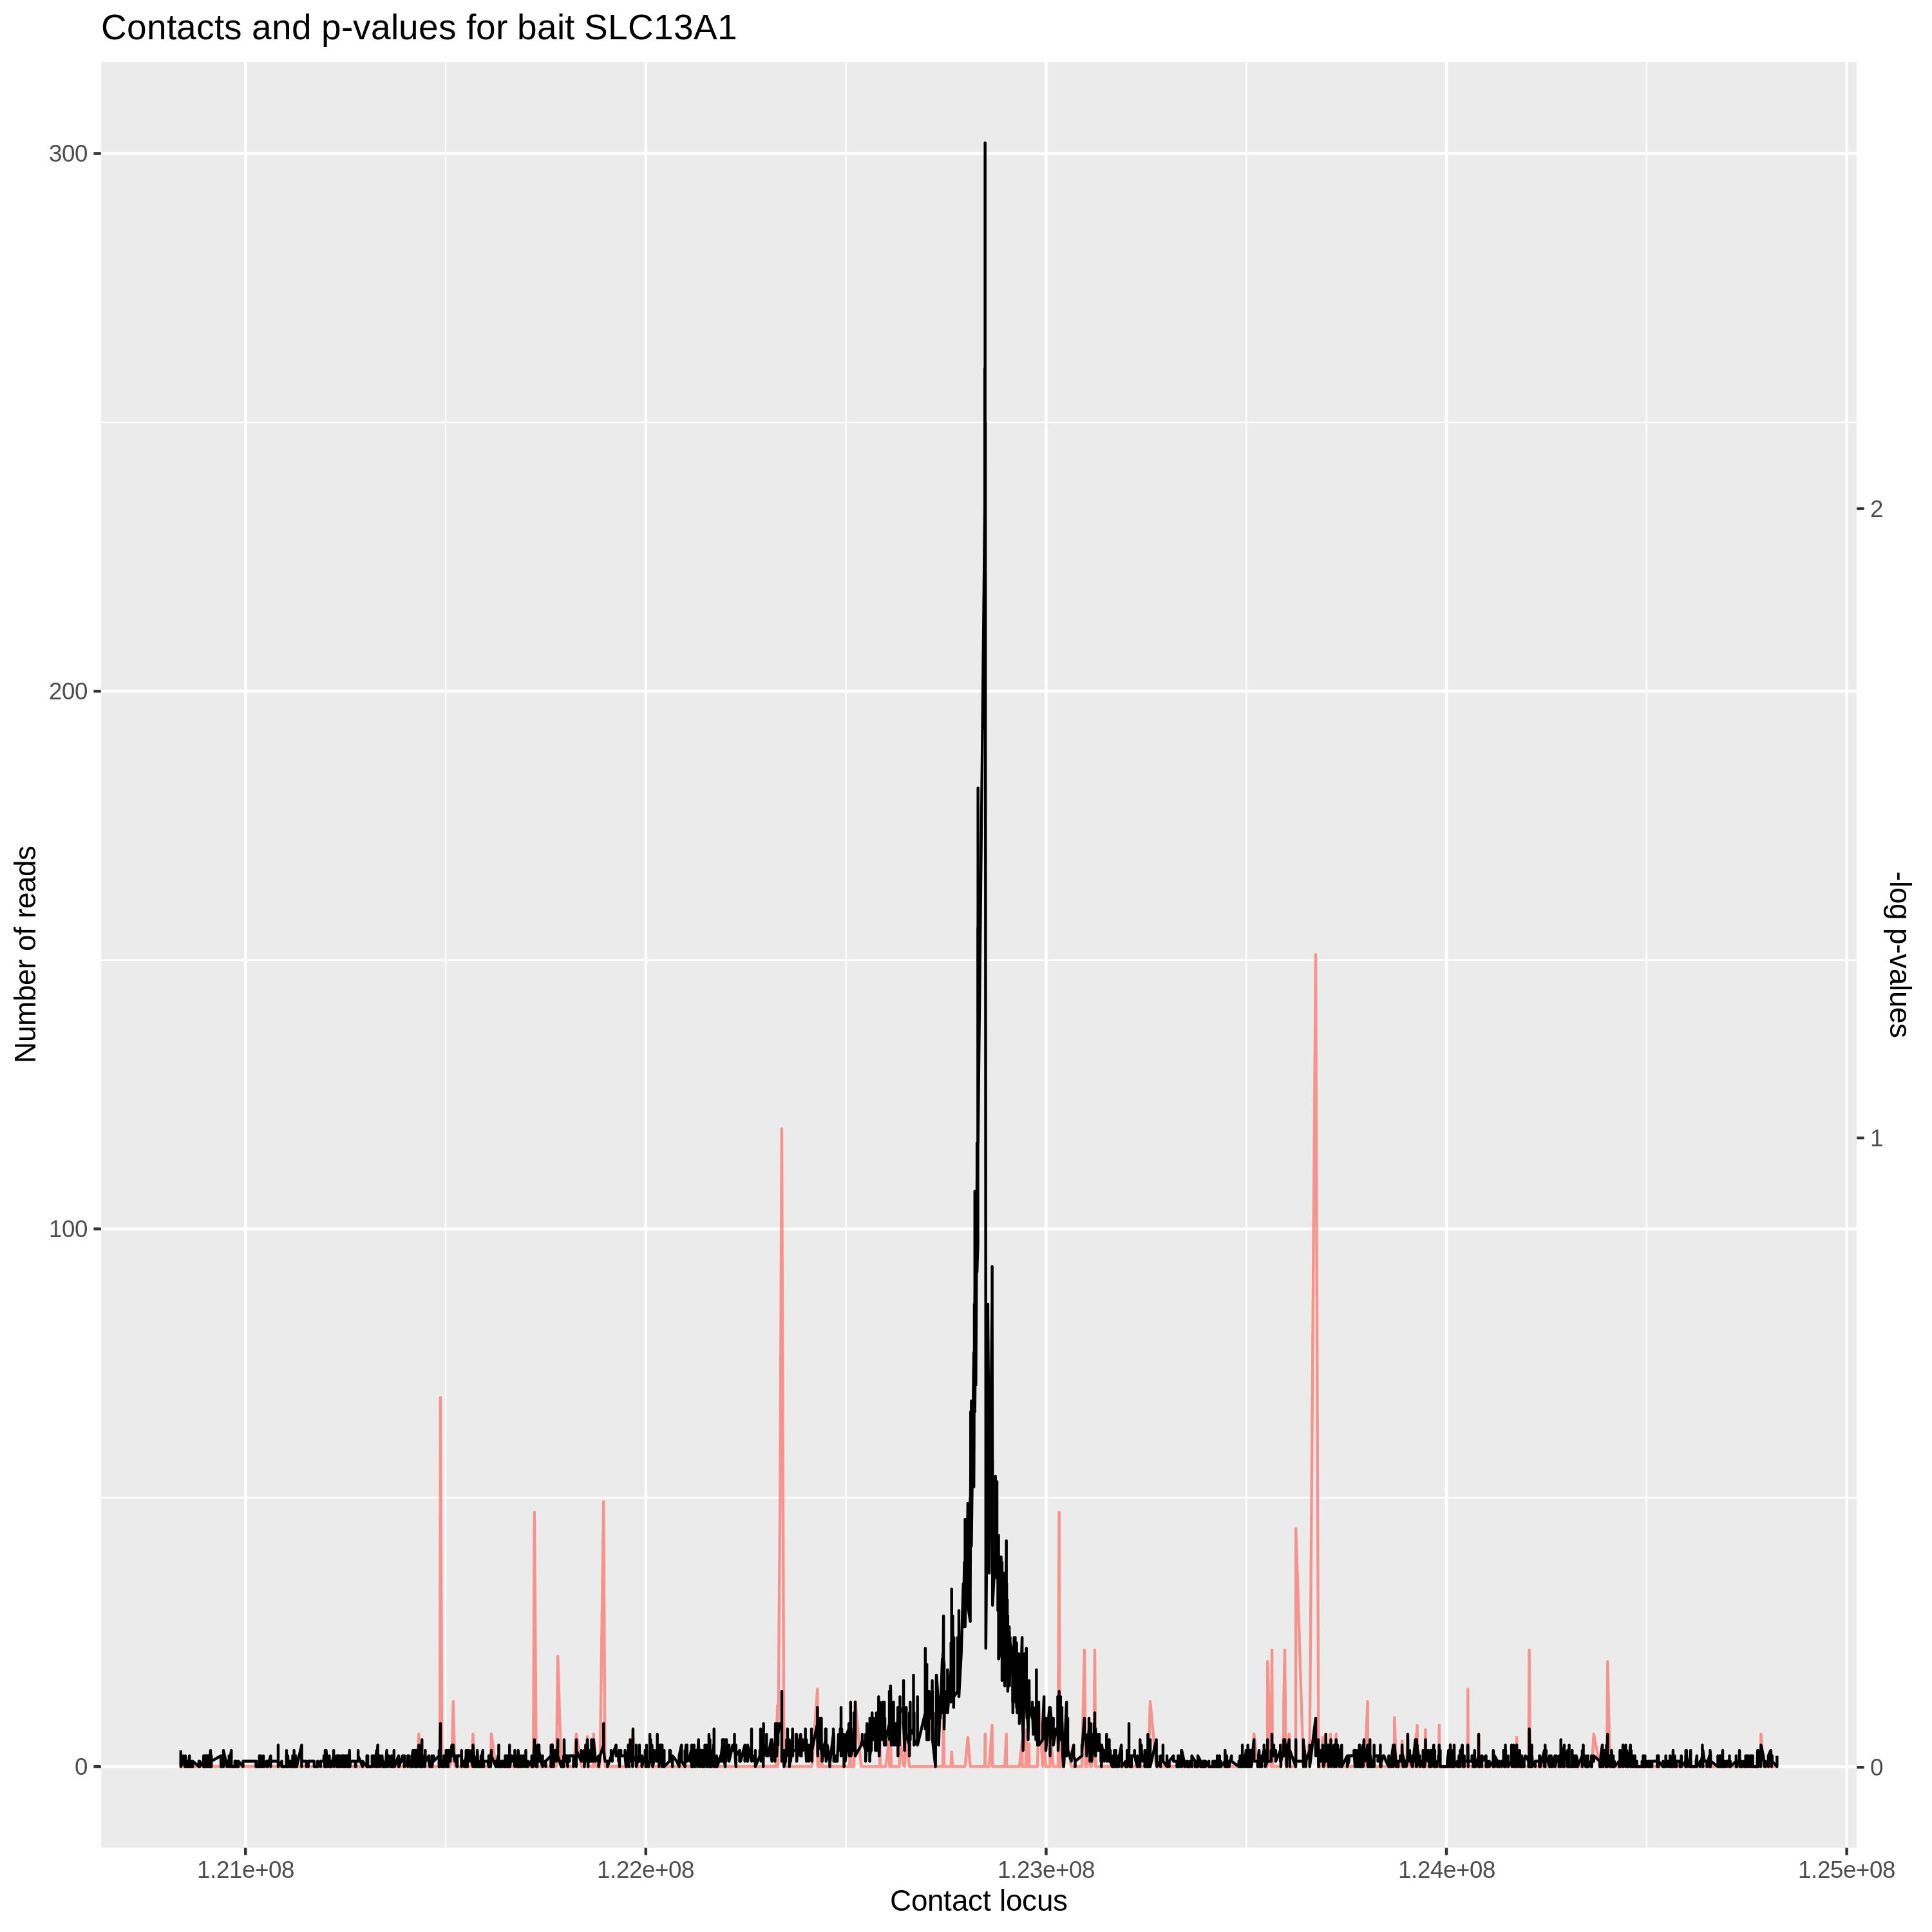 Contacts and p-values for bait SLC13A1
300
200
100
0
Number of reads
2
1
0
-log p-values
1.21e+08
1.22e+08
1.23e+08
1.24e+08
1.25e+08
Contact locus